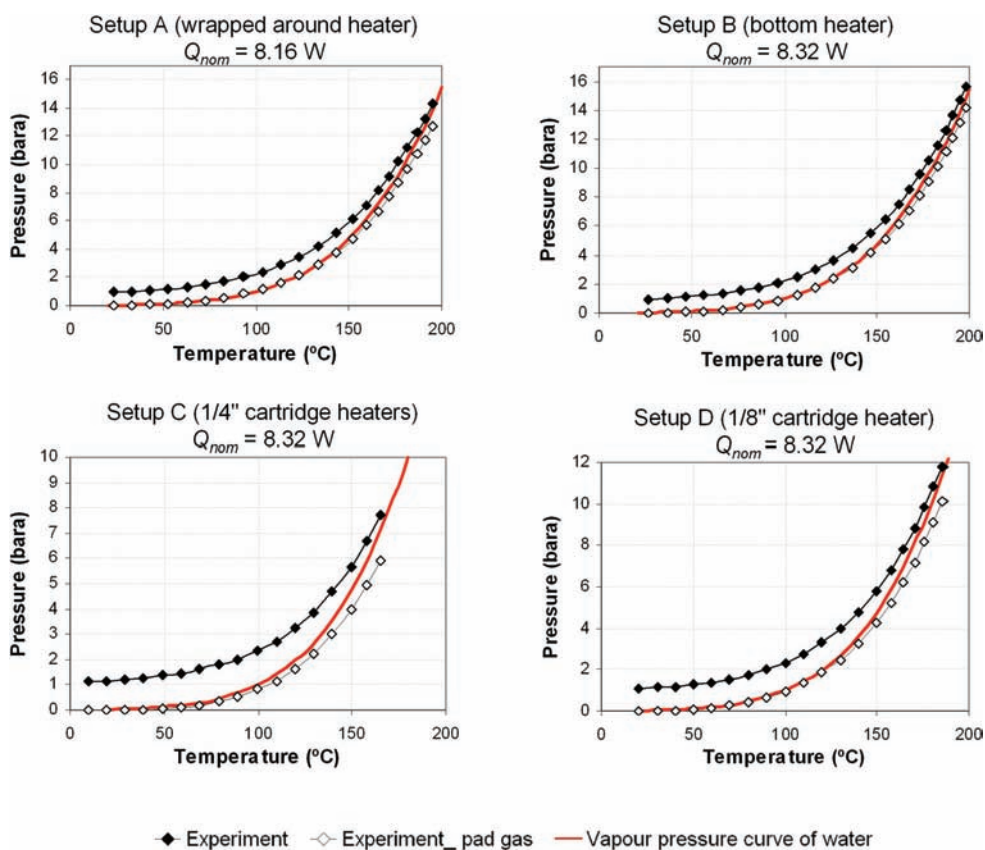 Setup A (wrapped around heater)
Q_nom = 8.16 W
Pressure (bara)
16
14
12
10
8
6
4
2
0
0 50 100 150 200
Temperature (ºC)
Setup B (bottom heater)
Q_nom = 8.32 W
Pressure (bara)
16
14
12
10
8
6
4
2
0
0 50 100 150 200
Temperature (ºC)
Setup C (1/4" cartridge heaters)
Q_nom = 8.32 W
Pressure (bara)
10
9
8
7
6
5
4
3
2
1
0
0 50 100 150 200
Temperature (ºC)
Setup D (1/8" cartridge heater)
Q_nom = 8.32 W
Pressure (bara)
12
10
8
6
4
2
0
0 50 100 150 200
Temperature (ºC)
Experiment Experiment_ pad gas Vapour pressure curve of water